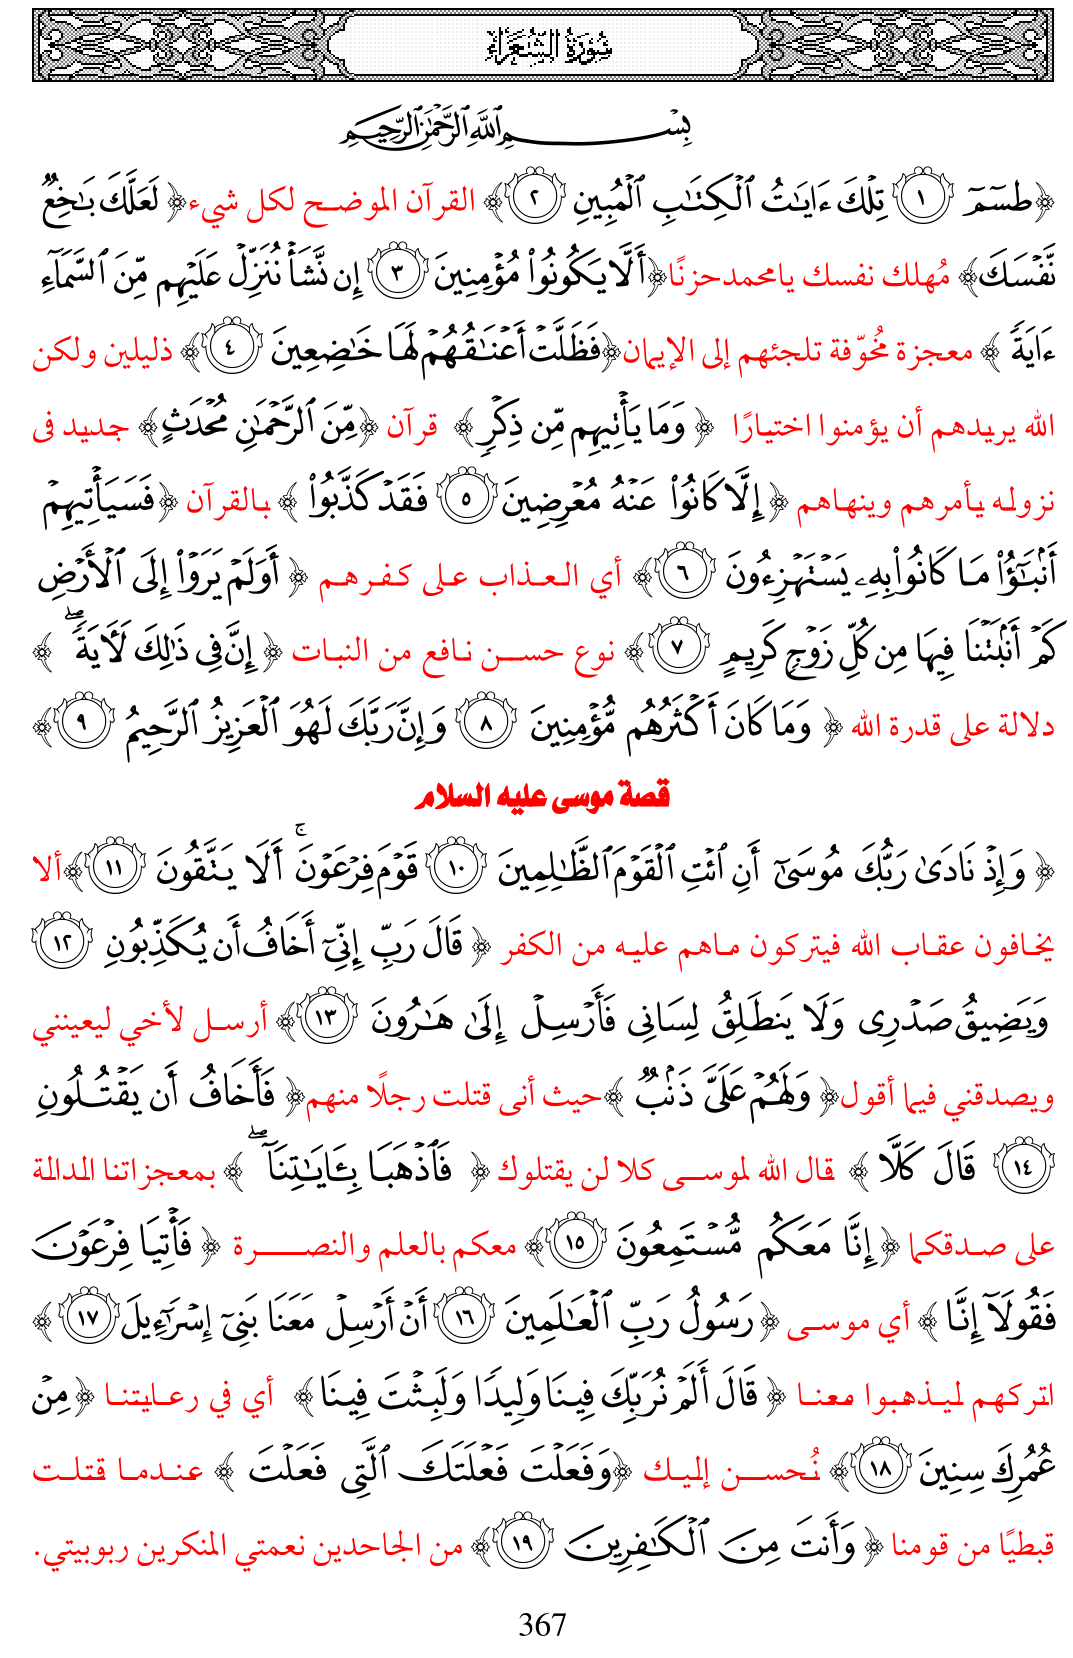 سُورَةُ الشُّعَرَاءِ
بِسْمِ ٱللَّهِ ٱلرَّحْمَٰنِ ٱلرَّحِيمِ
﴿طسٓمٓ ١ تِلْكَ ءَايَٰتُ ٱلْكِتَٰبِ ٱلْمُبِينِ ٢﴾ القرآن الموضح لكل شيء﴿ لَعَلَّكَ بَٰخِعٌ
نَّفْسَكَ﴾ مُهلك نفسك يامحمد حزنًا﴿أَلَّا يَكُونُوا۟ مُؤْمِنِينَ ٣ إِن نَّشَأْ نُنَزِّلْ عَلَيْهِم مِّنَ ٱلسَّمَآءِ
ءَايَةً ﴾ معجزة مُخَوّفة تلجئهم إلى الإيمان﴿فَظَلَّتْ أَعْنَٰقُهُمْ لَهَا خَٰضِعِينَ ٤﴾ ذليلين ولكن
الله يريدهم أن يؤمنوا اختيارًا ﴿ وَمَا يَأْتِيهِم مِّن ذِكْرٍ ﴾ قرآن ﴿مِّنَ ٱلرَّحْمَٰنِ مُحْدَثٍ﴾ جديد فى
نزوله يأمرهم وينهاهم ﴿ إِلَّا كَانُوا۟ عَنْهُ مُعْرِضِينَ ٥ فَقَدْ كَذَّبُوا۟ ﴾ بالقرآن ﴿فَسَيَأْتِيهِمْ
أَنۢبَٰٓؤُا۟ مَا كَانُوا۟ بِهِۦ يَسْتَهْزِءُونَ ٦﴾ أي العذاب على كفرهم ﴿ أَوَلَمْ يَرَوْا۟ إِلَى ٱلْأَرْضِ
كَمْ أَنۢبَتْنَا فِيهَا مِن كُلِّ زَوْجٍ كَرِيمٍ ٧﴾ نوع حسن نافع من النبات ﴿ إِنَّ فِى ذَٰلِكَ لَءَايَةً ۖ ﴾
دلالة على قدرة الله ﴿ وَمَا كَانَ أَكْثَرُهُم مُّؤْمِنِينَ ٨ وَإِنَّ رَبَّكَ لَهُوَ ٱلْعَزِيزُ ٱلرَّحِيمُ ٩﴾
قصة موسى عليه السلام
﴿ وَإِذْ نَادَىٰ رَبُّكَ مُوسَىٰٓ أَنِ ٱئْتِ ٱلْقَوْمَ ٱلظَّٰلِمِينَ ١٠ قَوْمَ فِرْعَوْنَ ۚ أَلَا يَتَّقُونَ ١١﴾ألا
يخافون عقاب الله فيتركون ماهم عليه من الكفر ﴿ قَالَ رَبِّ إِنِّىٓ أَخَافُ أَن يُكَذِّبُونِ ١٢
وَيَضِيقُ صَدْرِى وَلَا يَنطَلِقُ لِسَانِى فَأَرْسِلْ إِلَىٰ هَٰرُونَ ١٣﴾ أرسل لأخي ليعينني
ويصدقني فيما أقول﴿ وَلَهُمْ عَلَىَّ ذَنۢبٌ ﴾حيث أنى قتلت رجلًا منهم﴿ فَأَخَافُ أَن يَقْتُلُونِ
١٤ قَالَ كَلَّا ﴾ قال الله لموسى كلا لن يقتلوك ﴿ فَٱذْهَبَا بِـَٔايَٰتِنَآ ۖ ﴾ بمعجزاتنا الدالة
على صدقكما ﴿ إِنَّا مَعَكُم مُّسْتَمِعُونَ ١٥﴾ معكم بالعلم والنصرة ﴿ فَأْتِيَا فِرْعَوْنَ
فَقُولَآ إِنَّا ﴾ أي موسى ﴿ رَسُولُ رَبِّ ٱلْعَٰلَمِينَ ١٦ أَنْ أَرْسِلْ مَعَنَا بَنِىٓ إِسْرَٰٓءِيلَ ١٧ ﴾
اتركهم ليذهبوا معنا ﴿ قَالَ أَلَمْ نُرَبِّكَ فِينَا وَلِيدًا وَلَبِثْتَ فِينَا﴾ أي في رعايتنا ﴿مِنْ
عُمُرِكَ سِنِينَ ١٨﴾ نُحسن إليك ﴿وَفَعَلْتَ فَعْلَتَكَ ٱلَّتِى فَعَلْتَ ﴾ عندما قتلت
قبطيًا من قومنا ﴿ وَأَنتَ مِنَ ٱلْكَٰفِرِينَ ١٩﴾ من الجاحدين نعمتي المنكرين ربوبيتي.
367